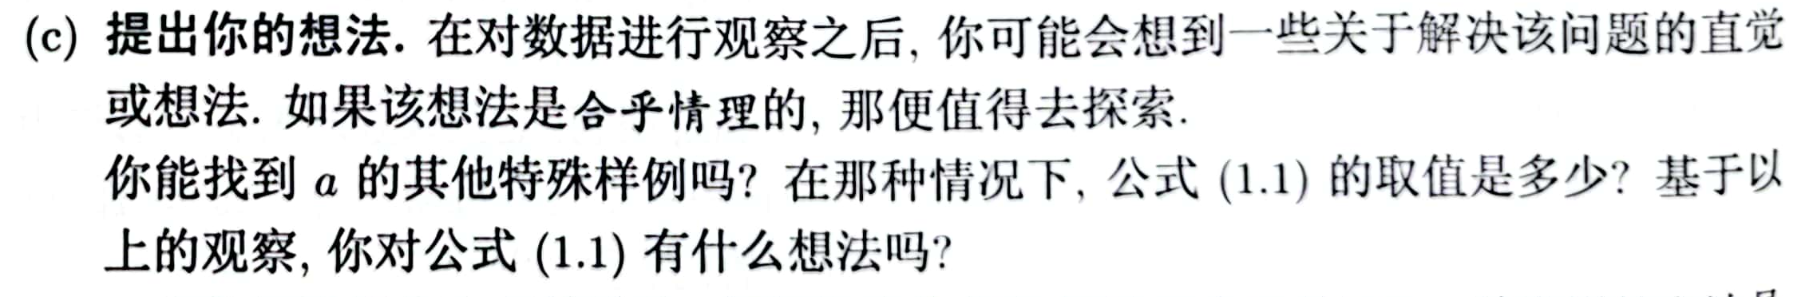 (c) 提出你的想法. 在对数据进行观察之后, 你可能会想到一些关于解决该问题的直觉
或想法. 如果该想法是合乎情理的, 那便值得去探索.
你能找到 a 的其他特殊样例吗? 在那种情况下, 公式 (1.1) 的取值是多少? 基于以
上的观察, 你对公式 (1.1) 有什么想法吗?